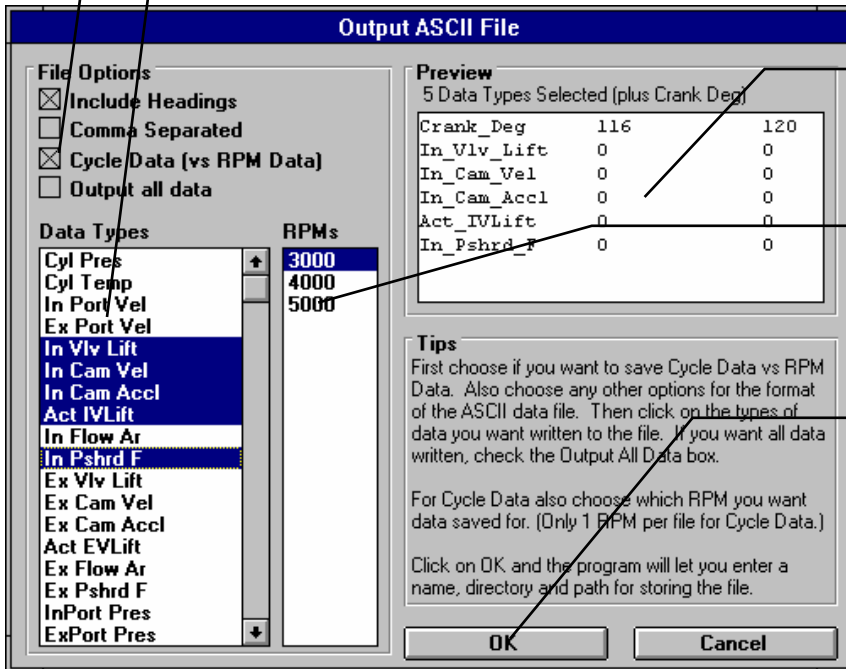 Output ASCII File
File Options
Include Headings
Comma Separated
Cycle Data (vs RPM Data)
Output all data
Data Types
Cyl Pres
Cyl Temp
In Port Vel
Ex Port Vel
In Vlv Lift
In Cam Vel
In Cam Accl
Act IVLift
In Flow Ar
In Pshrd F
Ex Vlv Lift
Ex Cam Vel
Ex Cam Accl
Act EVLift
Ex Flow Ar
Ex Pshrd F
InPort Pres
ExPort Pres
RPMs
3000
4000
5000
Preview
5 Data Types Selected (plus Crank Deg)
Crank_Deg 116 120
In_Vlv_Lift 0 0
In_Cam_Vel 0 0
In_Cam_Accl 0 0
Act_IVLift 0 0
In_Pshrd_F 0 0
Tips
First choose if you want to save Cycle Data vs RPM
Data. Also choose any other options for the format
of the ASCII data file. Then click on the types of
data you want written to the file. If you want all data
written, check the Output All Data box.
For Cycle Data also choose which RPM you want
data saved for. (Only 1 RPM per file for Cycle Data.)
Click on OK and the program will let you enter a
name, directory and path for storing the file.
OK
Cancel